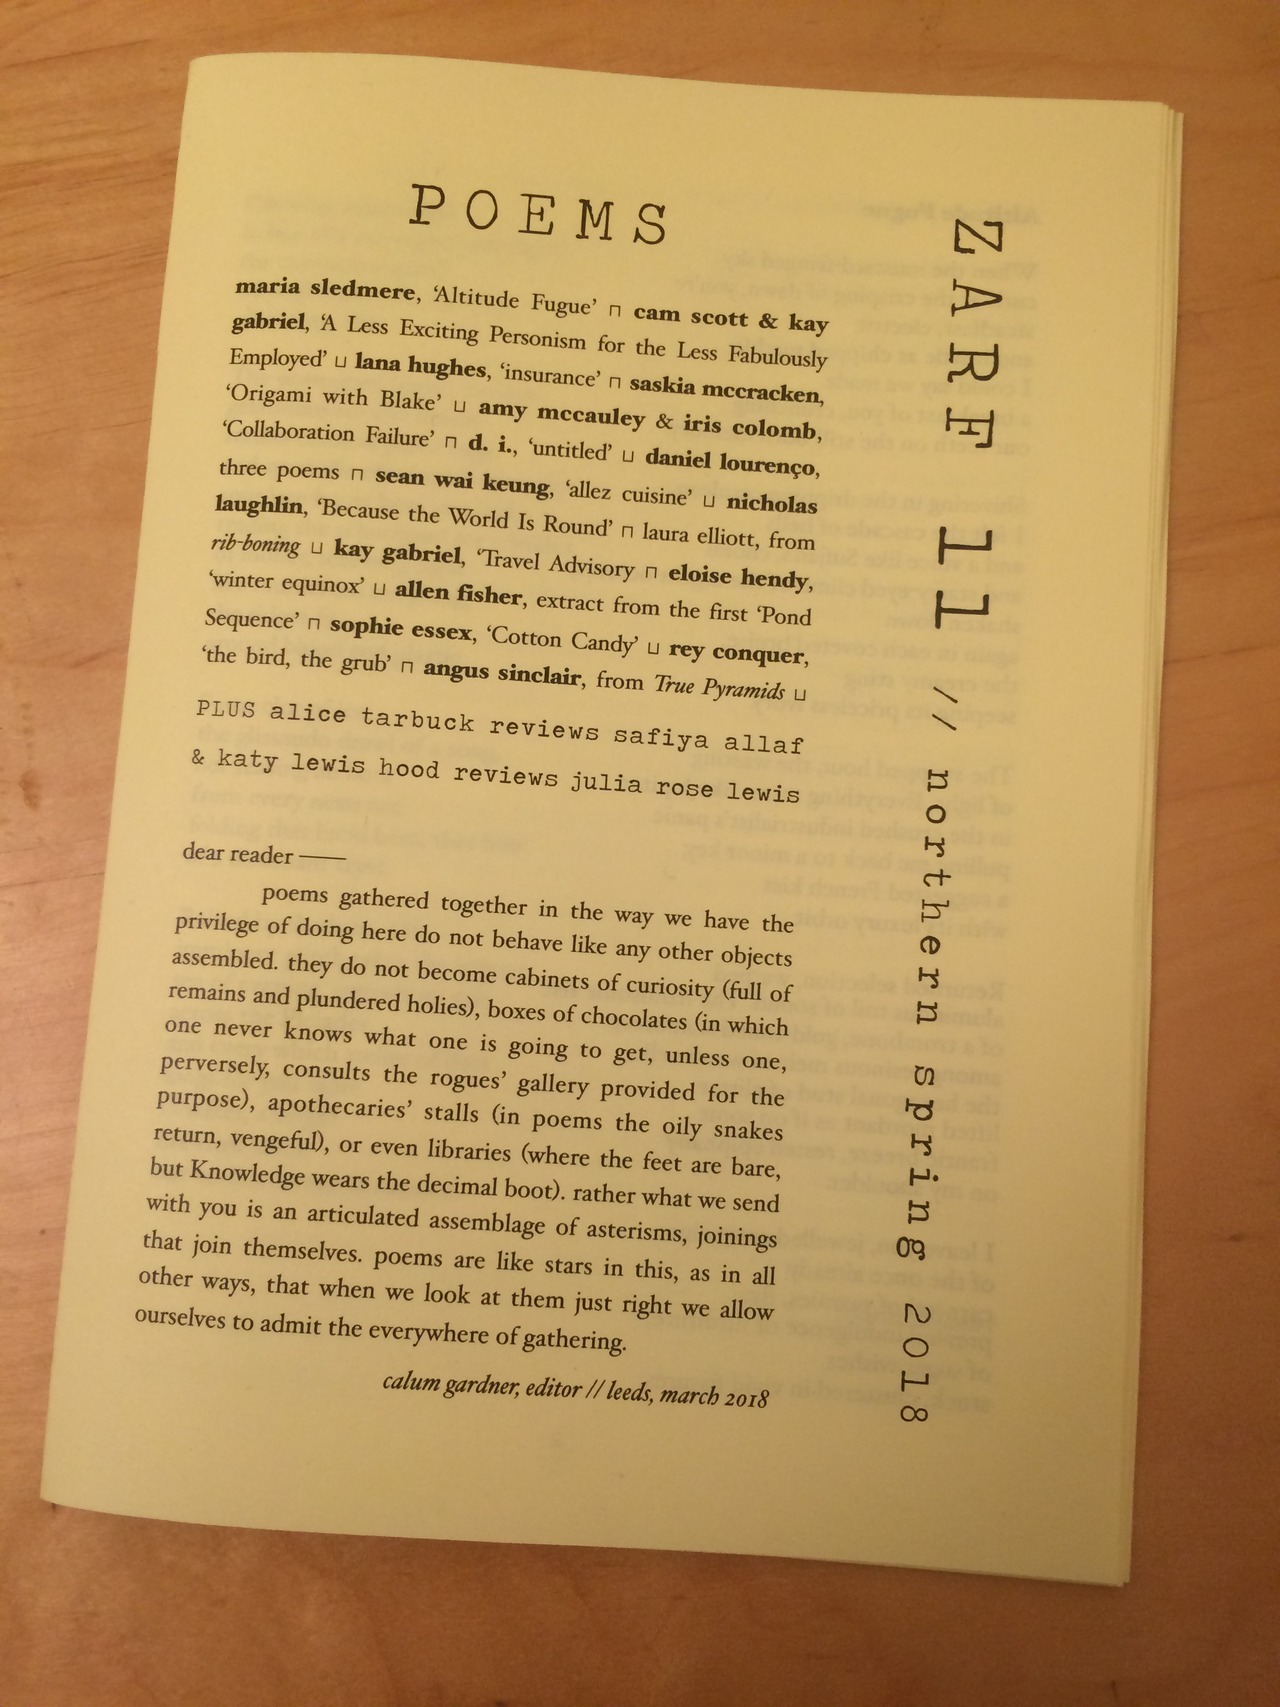 POEMS
maria sledmere, ‘Altitude Fugue’ ⊓ cam scott & kay
gabriel, ‘A Less Exciting Personism for the Less Fabulously
Employed’ ⊔ lana hughes, ‘insurance’ ⊓ saskia mccracken,
‘Origami with Blake’ ⊔ amy mccauley & iris colomb,
‘Collaboration Failure’ ⊓ d. i., ‘untitled’ ⊔ daniel lourenço,
three poems ⊓ sean wai keung, ‘allez cuisine’ ⊔ nicholas
laughlin, ‘Because the World Is Round’ ⊓ laura elliott, from
rib-boning ⊔ kay gabriel, ‘Travel Advisory ⊓ eloise hendy,
‘winter equinox’ ⊔ allen fisher, extract from the first ‘Pond
Sequence’ ⊓ sophie essex, ‘Cotton Candy’ ⊔ rey conquer,
‘the bird, the grub’ ⊓ angus sinclair, from True Pyramids ⊔
PLUS alice tarbuck reviews safiya allaf
& katy lewis hood reviews julia rose lewis
dear reader ——
poems gathered together in the way we have the
privilege of doing here do not behave like any other objects
assembled. they do not become cabinets of curiosity (full of
remains and plundered holies), boxes of chocolates (in which
one never knows what one is going to get, unless one,
perversely, consults the rogues’ gallery provided for the
purpose), apothecaries’ stalls (in poems the oily snakes
return, vengeful), or even libraries (where the feet are bare,
but Knowledge wears the decimal boot). rather what we send
with you is an articulated assemblage of asterisms, joinings
that join themselves. poems are like stars in this, as in all
other ways, that when we look at them just right we allow
ourselves to admit the everywhere of gathering.
calum gardner, editor // leeds, march 2018
ZARF 11 // northern spring 2018